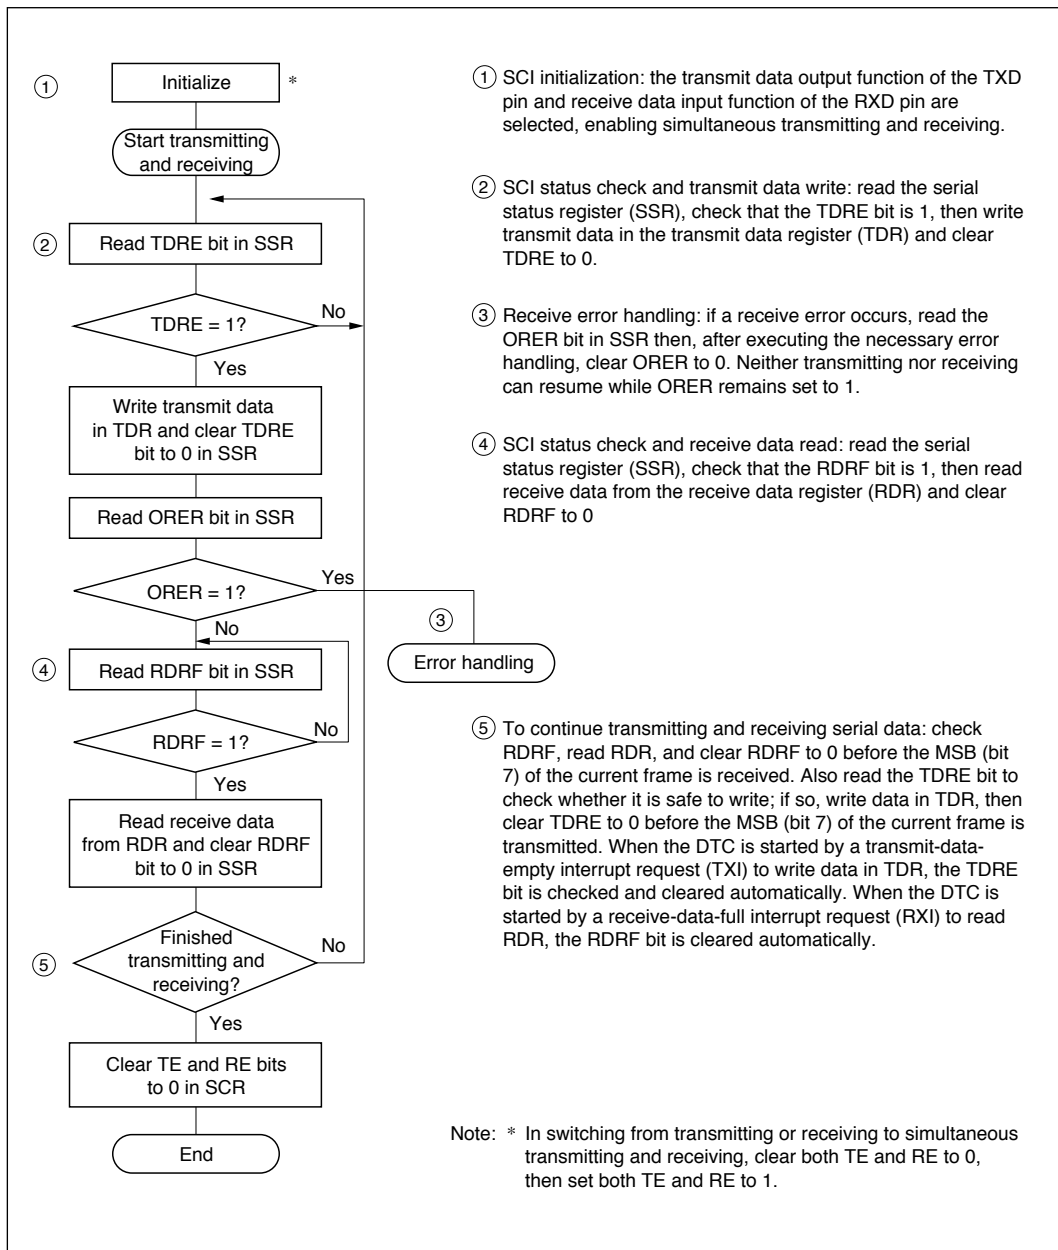 ① Initialize *
Start transmitting
and receiving
② Read TDRE bit in SSR
TDRE = 1?
No
Yes
Write transmit data
in TDR and clear TDRE
bit to 0 in SSR
Read ORER bit in SSR
ORER = 1?
Yes
No
③
Error handling
④ Read RDRF bit in SSR
RDRF = 1?
No
Yes
Read receive data
from RDR and clear RDRF
bit to 0 in SSR
⑤
Finished
transmitting and
receiving?
No
Yes
Clear TE and RE bits
to 0 in SCR
End
① SCI initialization: the transmit data output function of the TXD
pin and receive data input function of the RXD pin are
selected, enabling simultaneous transmitting and receiving.
② SCI status check and transmit data write: read the serial
status register (SSR), check that the TDRE bit is 1, then write
transmit data in the transmit data register (TDR) and clear
TDRE to 0.
③ Receive error handling: if a receive error occurs, read the
ORER bit in SSR then, after executing the necessary error
handling, clear ORER to 0. Neither transmitting nor receiving
can resume while ORER remains set to 1.
④ SCI status check and receive data read: read the serial
status register (SSR), check that the RDRF bit is 1, then read
receive data from the receive data register (RDR) and clear
RDRF to 0
⑤ To continue transmitting and receiving serial data: check
RDRF, read RDR, and clear RDRF to 0 before the MSB (bit
7) of the current frame is received. Also read the TDRE bit to
check whether it is safe to write; if so, write data in TDR, then
clear TDRE to 0 before the MSB (bit 7) of the current frame is
transmitted. When the DTC is started by a transmit-data-
empty interrupt request (TXI) to write data in TDR, the TDRE
bit is checked and cleared automatically. When the DTC is
started by a receive-data-full interrupt request (RXI) to read
RDR, the RDRF bit is cleared automatically.
Note: * In switching from transmitting or receiving to simultaneous
transmitting and receiving, clear both TE and RE to 0,
then set both TE and RE to 1.